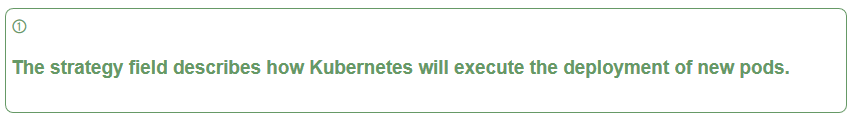 ①
The strategy field describes how Kubernetes will execute the deployment of new pods.